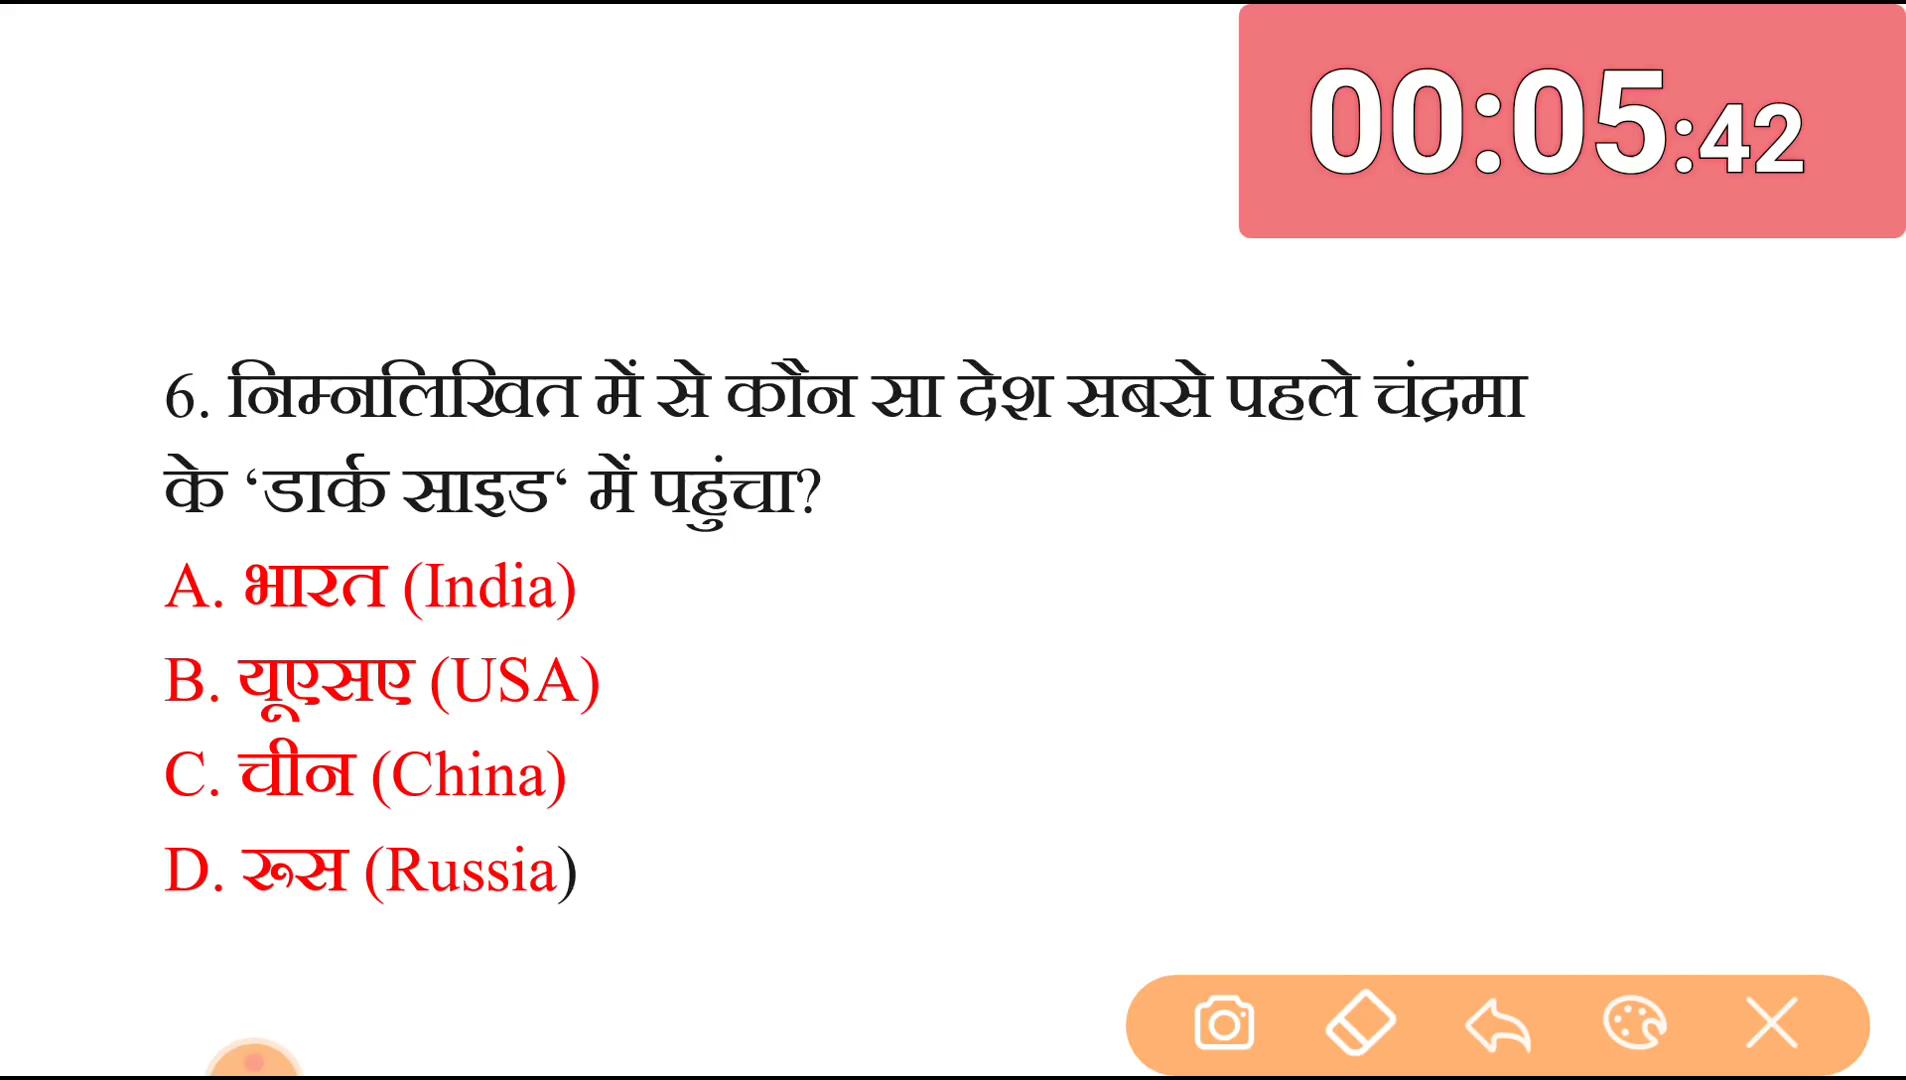 00:05:42
6. निम्नलिखित में से कौन सा देश सबसे पहले चंद्रमा
के ‘डार्क साइड‘ में पहुंचा?
A. भारत (India)
B. यूएसए (USA)
C. चीन (China)
D. रूस (Russia)